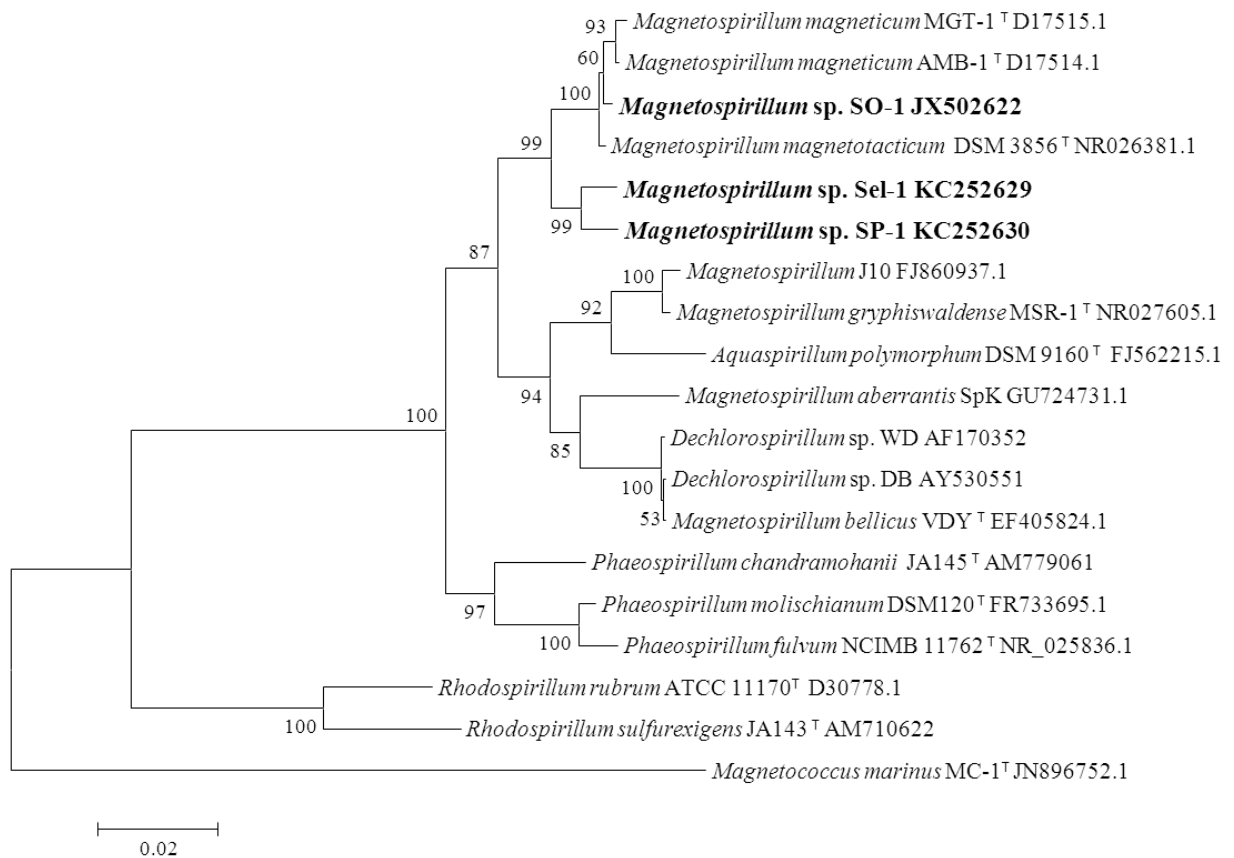 93
Magnetospirillum magneticum MGT-1 ᵀ D17515.1
60
Magnetospirillum magneticum AMB-1 ᵀ D17514.1
100
Magnetospirillum sp. SO-1 JX502622
99
Magnetospirillum magnetotacticum DSM 3856 ᵀ NR026381.1
Magnetospirillum sp. Sel-1 KC252629
99
Magnetospirillum sp. SP-1 KC252630
87
Magnetospirillum J10 FJ860937.1
100
Magnetospirillum gryphiswaldense MSR-1 ᵀ NR027605.1
92
Aquaspirillum polymorphum DSM 9160 ᵀ FJ562215.1
94
Magnetospirillum aberrantis SpK GU724731.1
100
Dechlorospirillum sp. WD AF170352
85
Dechlorospirillum sp. DB AY530551
100
53
Magnetospirillum bellicus VDY ᵀ EF405824.1
Phaeospirillum chandramohanii JA145 ᵀ AM779061
97
Phaeospirillum molischianum DSM120 ᵀ FR733695.1
100
Phaeospirillum fulvum NCIMB 11762 ᵀ NR_025836.1
Rhodospirillum rubrum ATCC 11170ᵀ D30778.1
100
Rhodospirillum sulfurexigens JA143 ᵀ AM710622
Magnetococcus marinus MC-1ᵀ JN896752.1
0.02